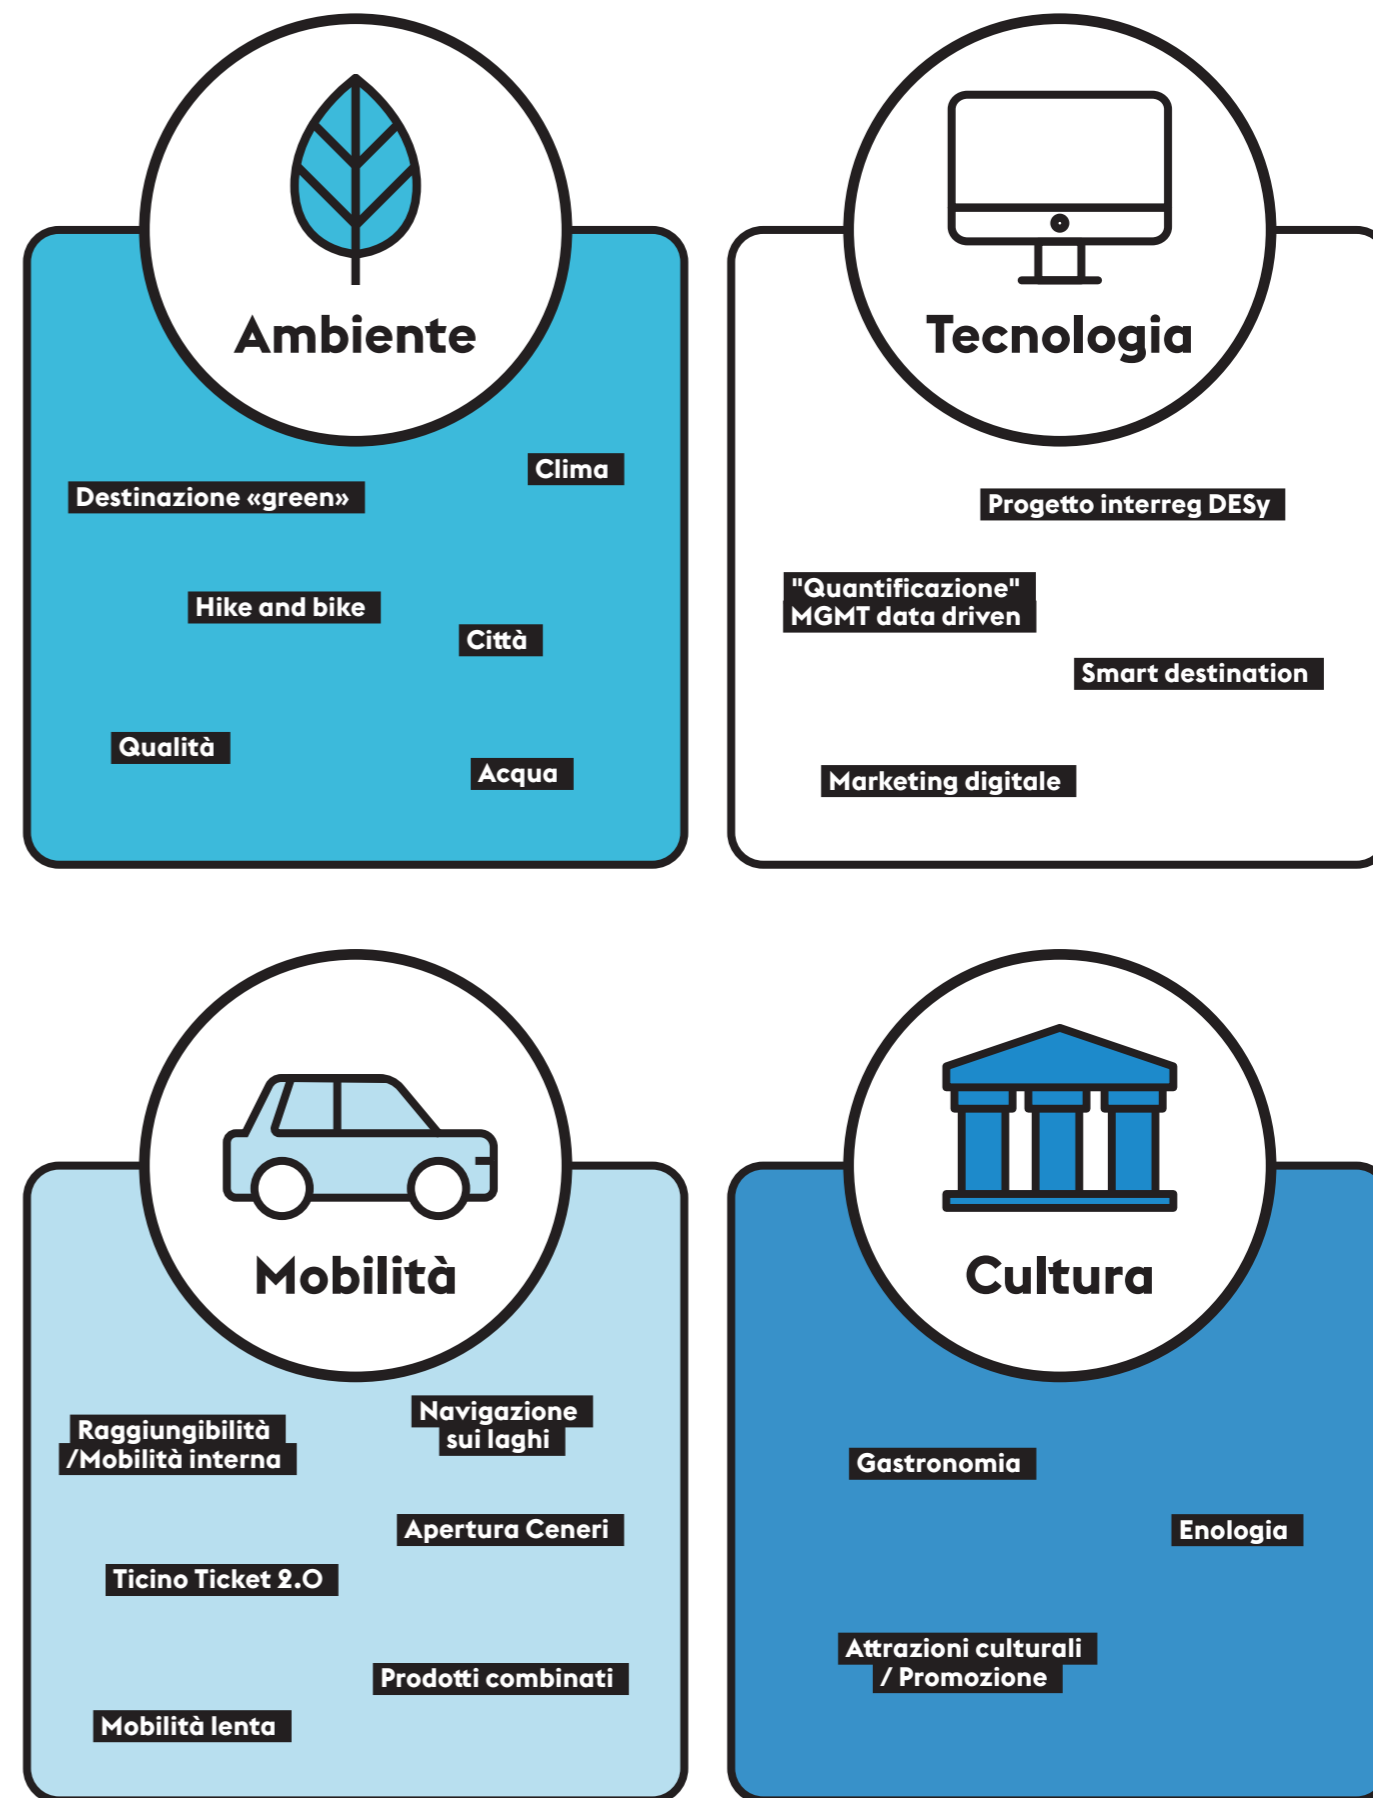 Ambiente
Clima
Destinazione «green»
Hike and bike
Città
Qualità
Acqua
Tecnologia
Progetto interreg DESy
"Quantificazione"
MGMT data driven
Smart destination
Marketing digitale
Mobilità
Navigazione
sui laghi
Raggiungibilità
/Mobilità interna
Apertura Ceneri
Ticino Ticket 2.0
Prodotti combinati
Mobilità lenta
Cultura
Gastronomia
Enologia
Attrazioni culturali
/ Promozione